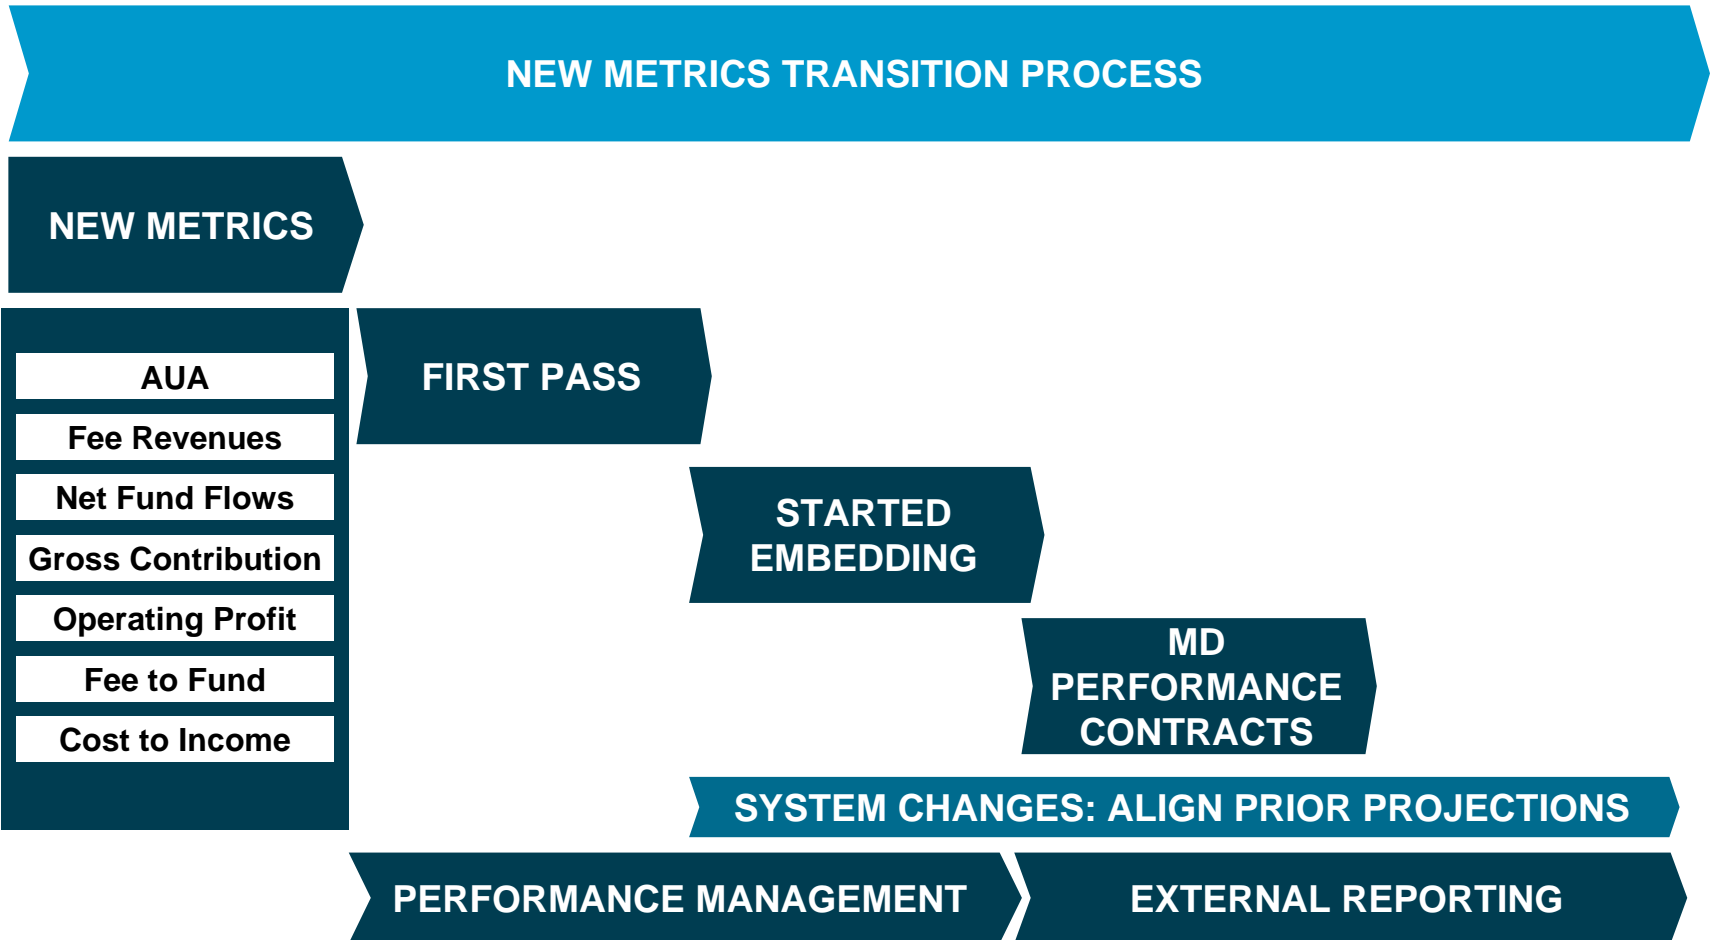 NEW METRICS TRANSITION PROCESS
NEW METRICS
AUA
Fee Revenues
Net Fund Flows
Gross Contribution
Operating Profit
Fee to Fund
Cost to Income
FIRST PASS
STARTED
EMBEDDING
MD
PERFORMANCE
CONTRACTS
SYSTEM CHANGES: ALIGN PRIOR PROJECTIONS
PERFORMANCE MANAGEMENT
EXTERNAL REPORTING